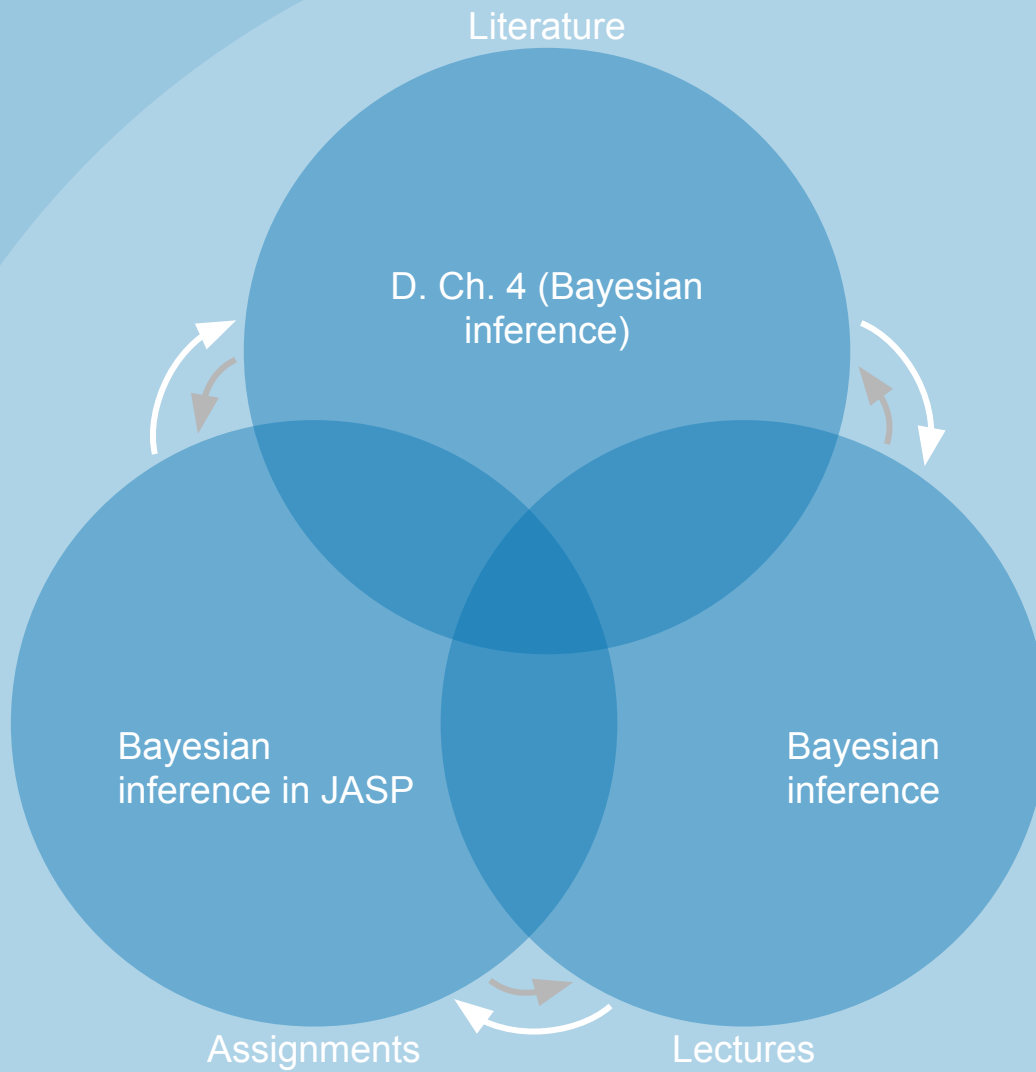 Literature
D. Ch. 4 (Bayesian
inference)
Bayesian
inference in JASP
Bayesian
inference
Assignments
Lectures